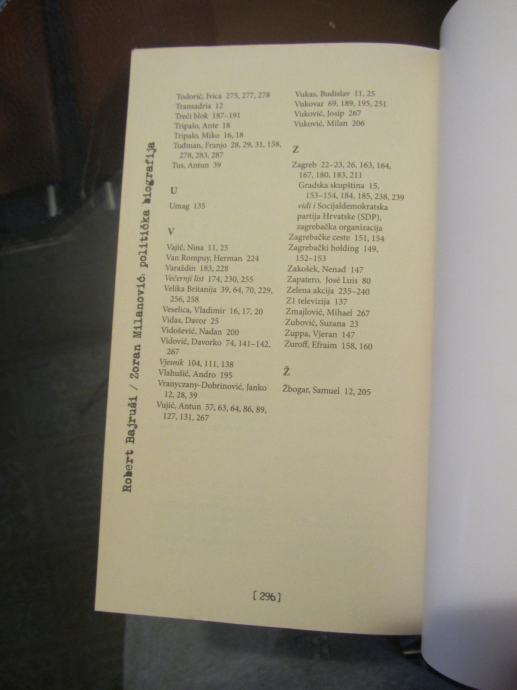 Robert Bajruši / Zoran Milanović: politička biografija
Todorić, Ivica 275, 277, 278
Transadria 12
Treći blok 187–191
Tripalo, Ante 18
Tripalo, Miko 16, 18
Tuđman, Franjo 28, 29, 31, 158,
278, 283, 287
Tus, Antun 39
U
Umag 135
V
Vajić, Nina 11, 25
Van Rompuy, Herman 224
Varaždin 183, 228
Večernji list 174, 230, 255
Velika Britanija 39, 64, 70, 229,
256, 258
Veselica, Vladimir 16, 17, 20
Vidas, Davor 25
Vidošević, Nadan 200
Vidović, Davorko 74, 141–142,
267
Vjesnik 104, 111, 138
Vlahušić, Andro 195
Vranyczany-Dobrinović, Janko
12, 28, 39
Vujić, Antun 57, 63, 64, 86, 89,
127, 131, 267
Vukas, Budislav 11, 25
Vukovar 69, 189, 195, 251
Vuković, Josip 267
Vuković, Milan 206
Z
Zagreb 22–23, 26, 163, 164,
167, 180, 183, 211
Gradska skupština 15,
153–154, 184, 185, 238, 239
vidi i Socijaldemokratska
partija Hrvatske (SDP),
zagrebačka organizacija
Zagrebačke ceste 151, 154
Zagrebački holding 149,
152–153
Zakošek, Nenad 147
Zapatero, José Luis 80
Zelena akcija 235–240
Z1 televizija 137
Zmajlović, Mihael 267
Zubović, Suzana 23
Zuppa, Vjeran 147
Zuroff, Efraim 158, 160
Ž
Žbogar, Samuel 12, 205
[ 296 ]